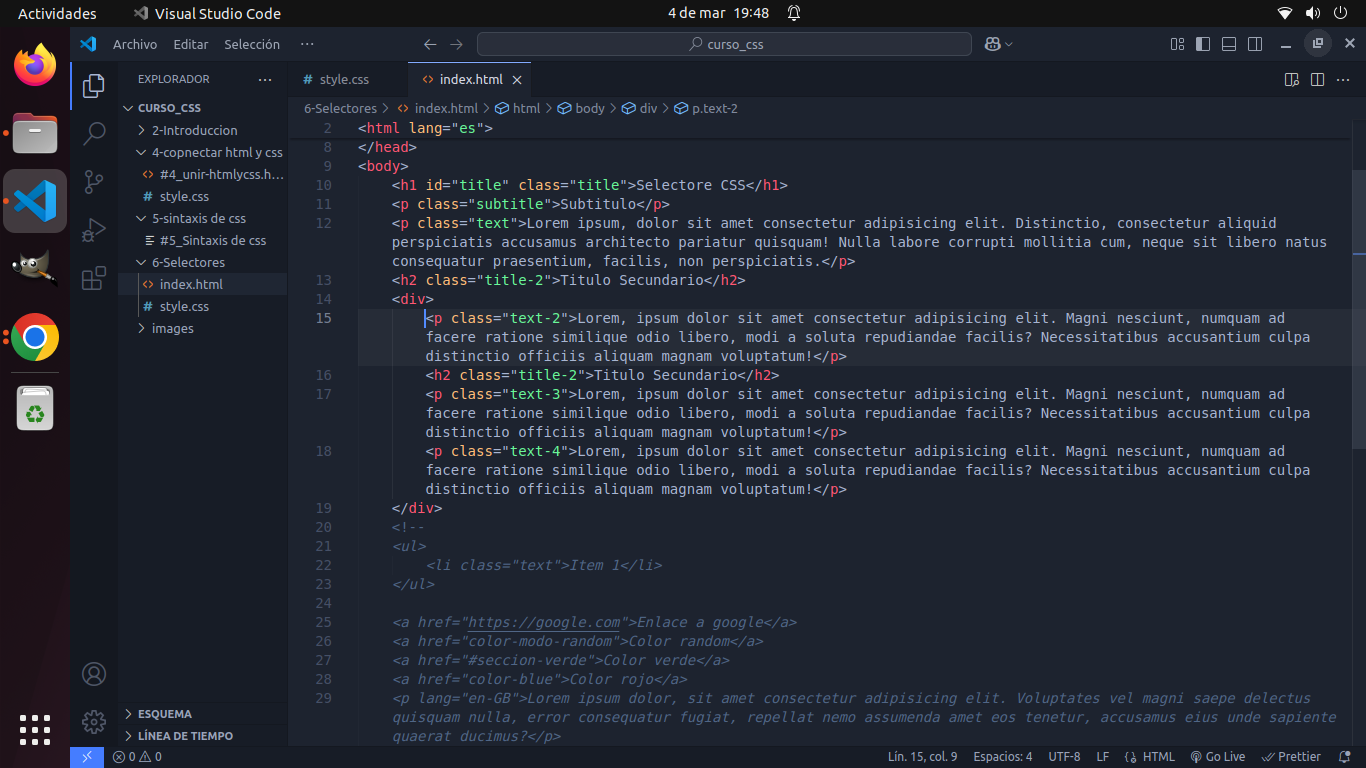 Actividades
Visual Studio Code
4 de mar 19:48
Archivo Editar Selección ···
curso_css
EXPLORADOR ···
CURSO_CSS
2-Introduccion
4-copnectar html y css
#4_unir-htmlycss.h...
style.css
5-sintaxis de css
#5_Sintaxis de css
6-Selectores
index.html
style.css
images
ESQUEMA
LÍNEA DE TIEMPO
# style.css
<> index.html
6-Selectores > <> index.html > html > body > div > p.text-2
2 <html lang="es">
8 </head>
9 <body>
10 <h1 id="title" class="title">Selectore CSS</h1>
11 <p class="subtitle">Subtitulo</p>
12 <p class="text">Lorem ipsum, dolor sit amet consectetur adipisicing elit. Distinctio, consectetur aliquid
perspiciatis accusamus architecto pariatur quisquam! Nulla labore corrupti mollitia cum, neque sit libero natus
consequatur praesentium, facilis, non perspiciatis.</p>
13 <h2 class="title-2">Titulo Secundario</h2>
14 <div>
15 <p class="text-2">Lorem, ipsum dolor sit amet consectetur adipisicing elit. Magni nesciunt, numquam ad
facere ratione similique odio libero, modi a soluta repudiandae facilis? Necessitatibus accusantium culpa
distinctio officiis aliquam magnam voluptatum!</p>
16 <h2 class="title-2">Titulo Secundario</h2>
17 <p class="text-3">Lorem, ipsum dolor sit amet consectetur adipisicing elit. Magni nesciunt, numquam ad
facere ratione similique odio libero, modi a soluta repudiandae facilis? Necessitatibus accusantium culpa
distinctio officiis aliquam magnam voluptatum!</p>
18 <p class="text-4">Lorem, ipsum dolor sit amet consectetur adipisicing elit. Magni nesciunt, numquam ad
facere ratione similique odio libero, modi a soluta repudiandae facilis? Necessitatibus accusantium culpa
distinctio officiis aliquam magnam voluptatum!</p>
19 </div>
20 <!--
21 <ul>
22 <li class="text">Item 1</li>
23 </ul>
24
25 <a href="https://google.com">Enlace a google</a>
26 <a href="color-modo-random">Color random</a>
27 <a href="#seccion-verde">Color verde</a>
28 <a href="color-blue">Color rojo</a>
29 <p lang="en-GB">Lorem ipsum dolor, sit amet consectetur adipisicing elit. Voluptates vel magni saepe delectus
quisquam nulla, error consequatur fugiat, repellat nemo assumenda amet eos tenetur, accusamus eius unde sapiente
quaerat ducimus?</p>
0 0
Lín. 15, col. 9 Espacios: 4 UTF-8 LF {} HTML Go Live Prettier